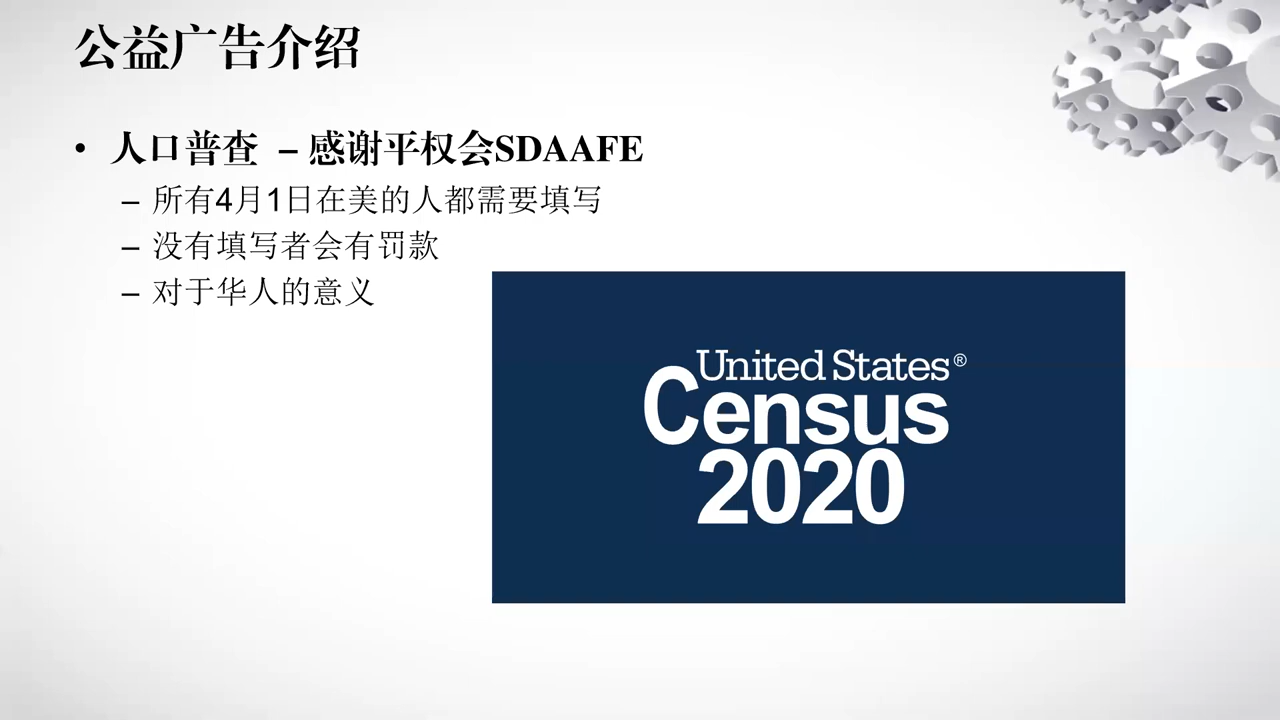 公益广告介绍
• 人口普查 – 感谢平权会SDAAFE
– 所有4月1日在美的人都需要填写
– 没有填写者会有罚款
– 对于华人的意义
United States®
Census
2020